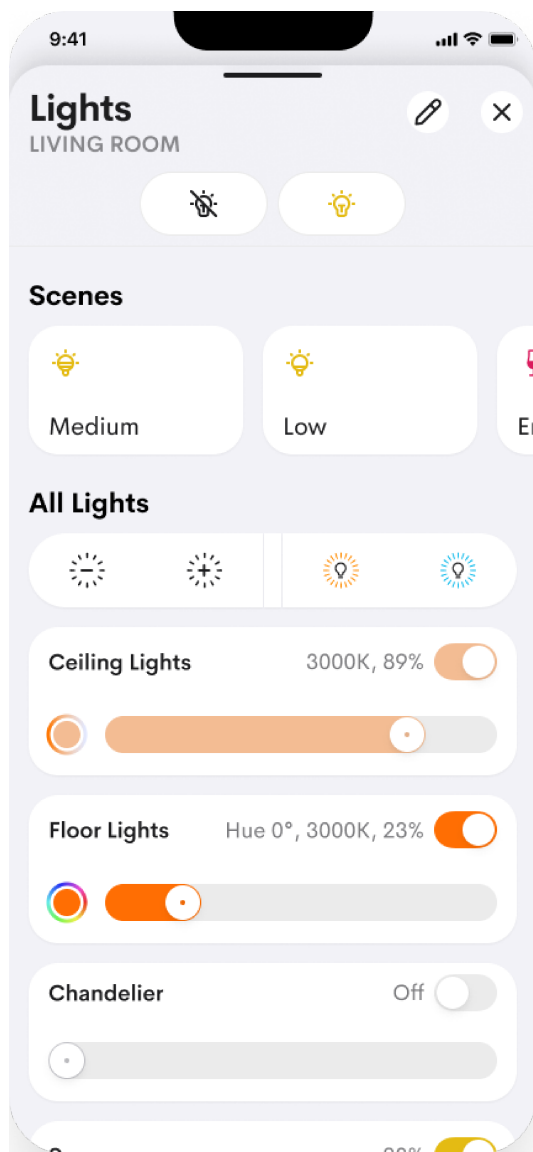 9:41
Lights
LIVING ROOM
Scenes
Medium
Low
All Lights
Ceiling Lights 3000K, 89%
Floor Lights Hue 0°, 3000K, 23%
Chandelier Off